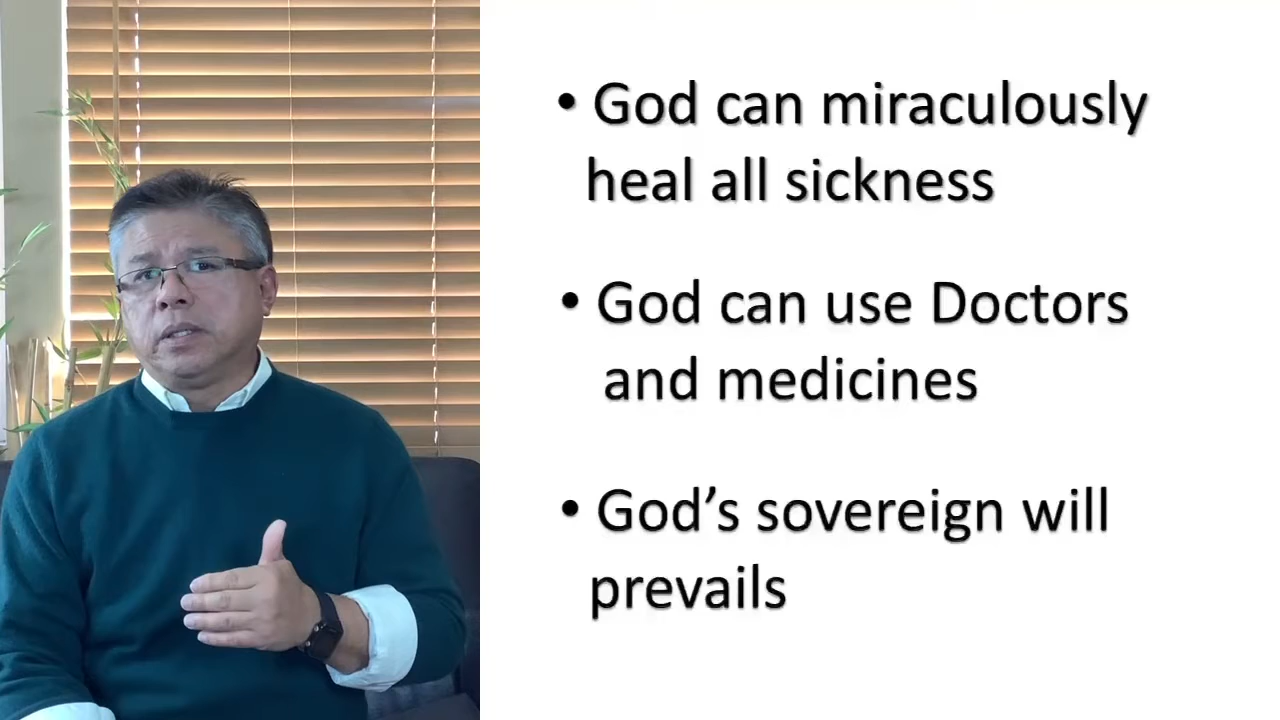 • God can miraculously
heal all sickness
• God can use Doctors
and medicines
• God’s sovereign will
prevails